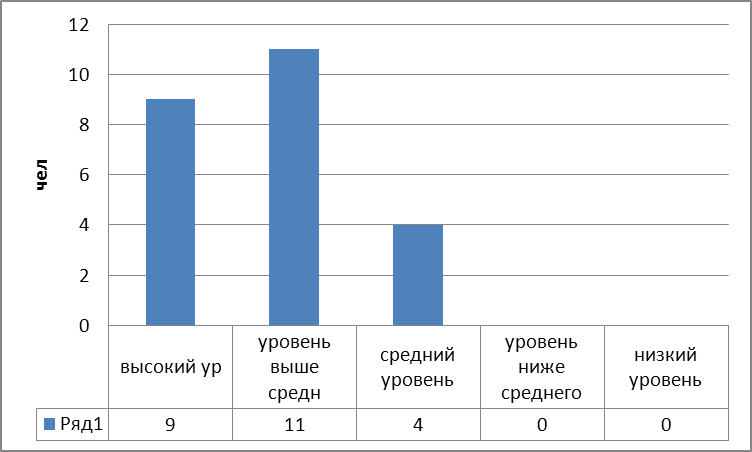 12
10
8
6
4
2
0
чел
высокий ур
уровень
выше
средн
средний
уровень
уровень
ниже
среднего
низкий
уровень
Ряд1 9 11 4 0 0